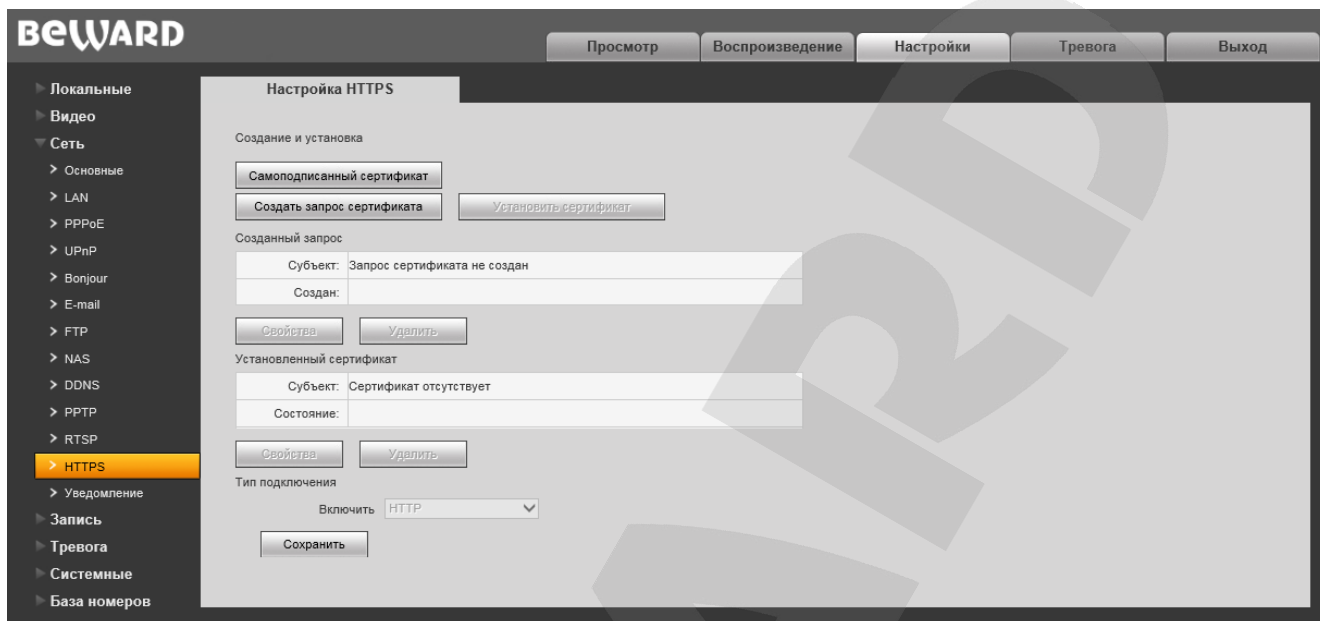 BEWARD
Просмотр
Воспроизведение
Настройки
Тревога
Выход
Локальные
Видео
Сеть
Основные
LAN
PPPoE
UPnP
Bonjour
E-mail
FTP
NAS
DDNS
PPTP
RTSP
HTTPS
Уведомление
Запись
Тревога
Системные
База номеров
Настройка HTTPS
Создание и установка
Самоподписанный сертификат
Создать запрос сертификата
Установить сертификат
Созданный запрос
Субъект: Запрос сертификата не создан
Создан:
Свойства
Удалить
Установленный сертификат
Субъект: Сертификат отсутствует
Состояние:
Свойства
Удалить
Тип подключения
Включить HTTP
Сохранить